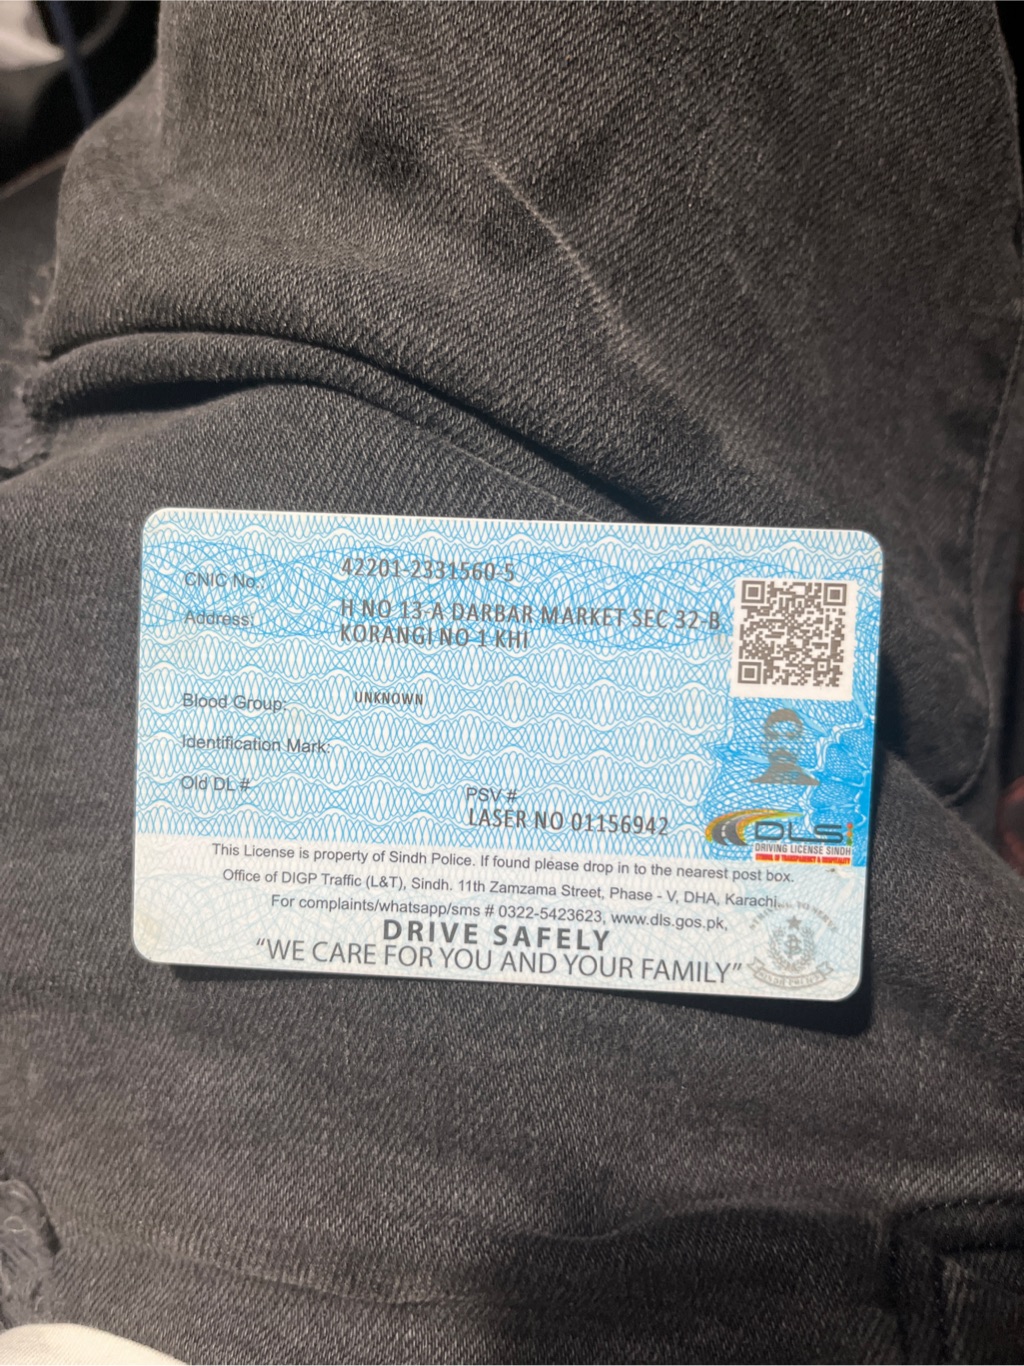 CNIC No. 42201-2331560-5
Address: H NO 13-A DARBAR MARKET SEC 32-B
KORANGI NO 1 KHI
Blood Group: UNKNOWN
Identification Mark:
Old DL #
PSV #
LASER NO 01156942
DLS
DRIVING LICENSE SINDH
SYMBOL OF TRANSPARENCY & HOSPITALITY
This License is property of Sindh Police. If found please drop in to the nearest post box.
Office of DIGP Traffic (L&T), Sindh. 11th Zamzama Street, Phase - V, DHA, Karachi.
For complaints/whatsapp/sms # 0322-5423623, www.dls.gos.pk,
DRIVE SAFELY
“WE CARE FOR YOU AND YOUR FAMILY”